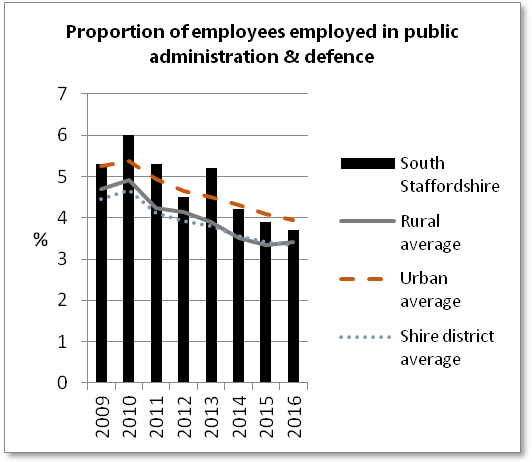 Proportion of employees employed in public
administration & defence
7
6
5
4
3
2
1
0
%
2009
2010
2011
2012
2013
2014
2015
2016
South
Staffordshire
Rural
average
Urban
average
Shire district
average